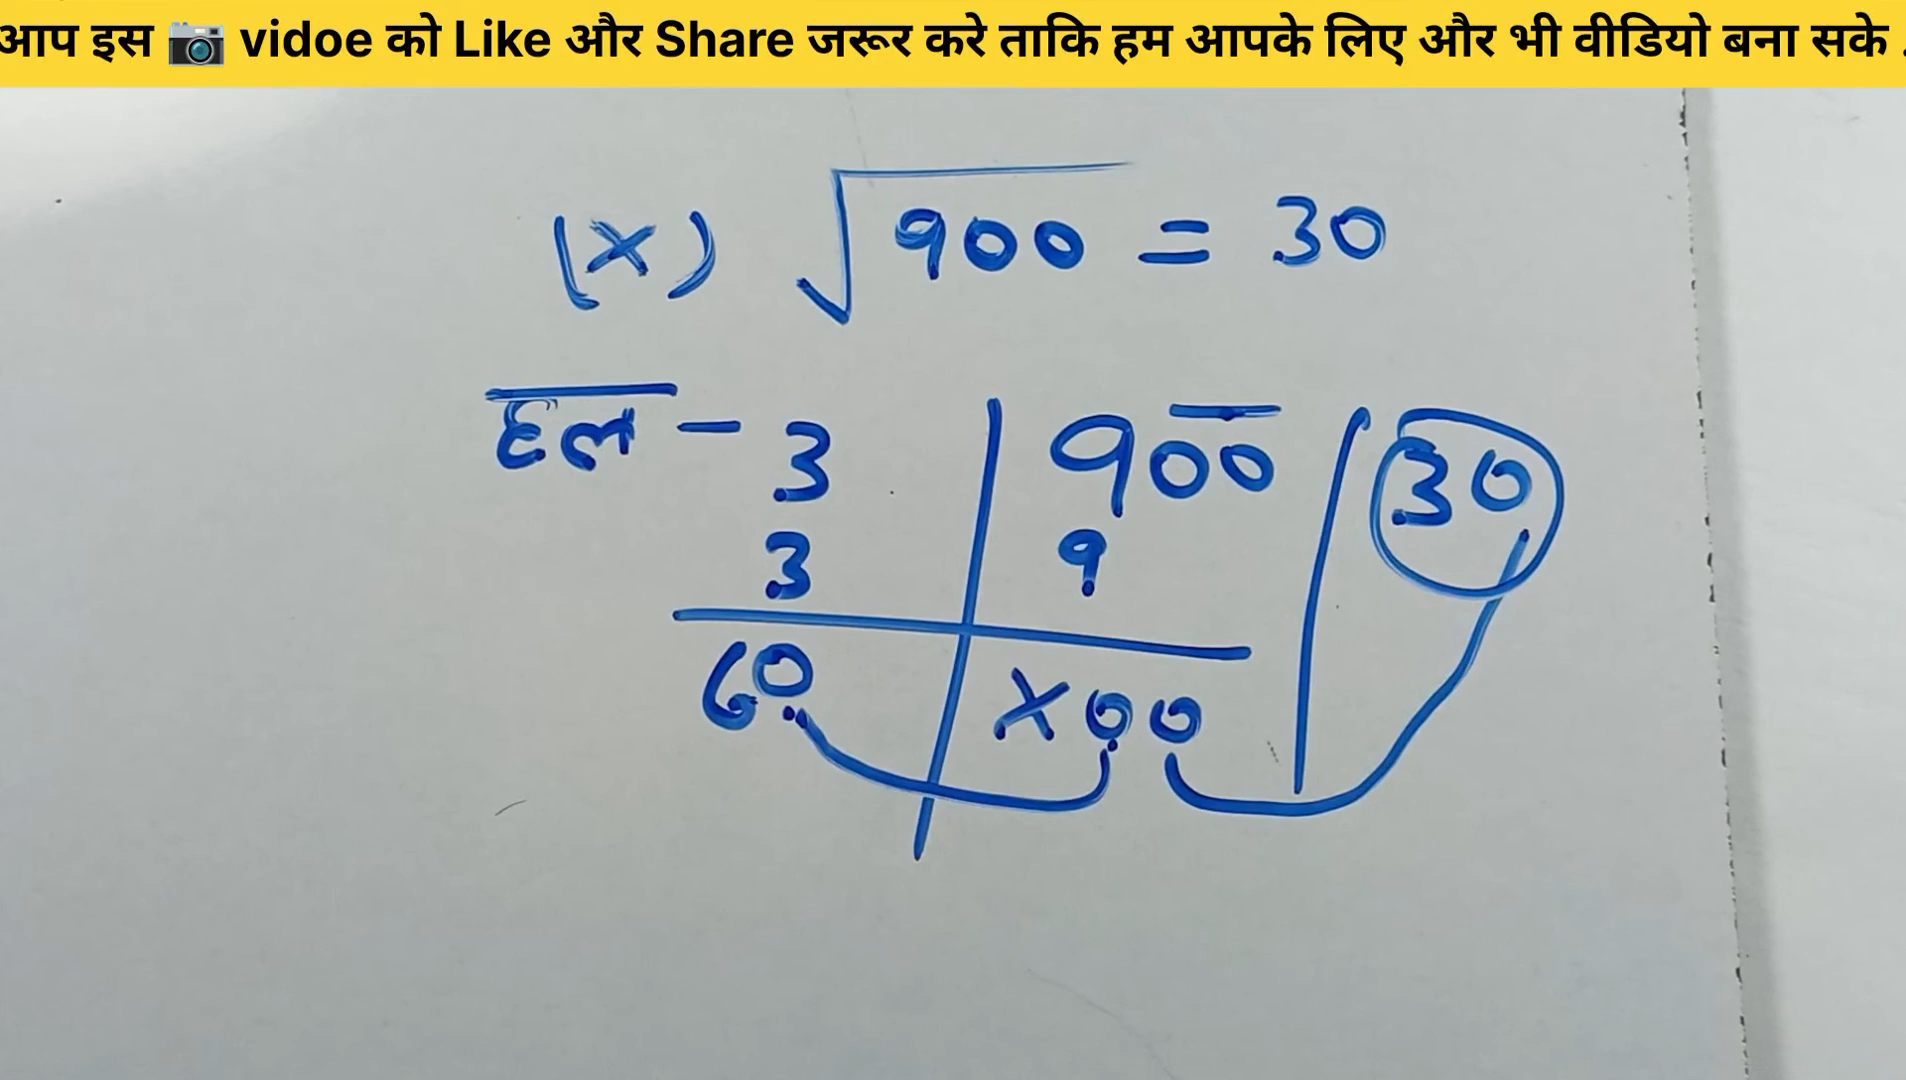 आप इस 📷 vidoe को Like और Share जरूर करे ताकि हम आपके लिए और भी वीडियो बना सके .
(x) √900 = 30
हल - 3 | 900 | 30
3 | 9
60 | x00